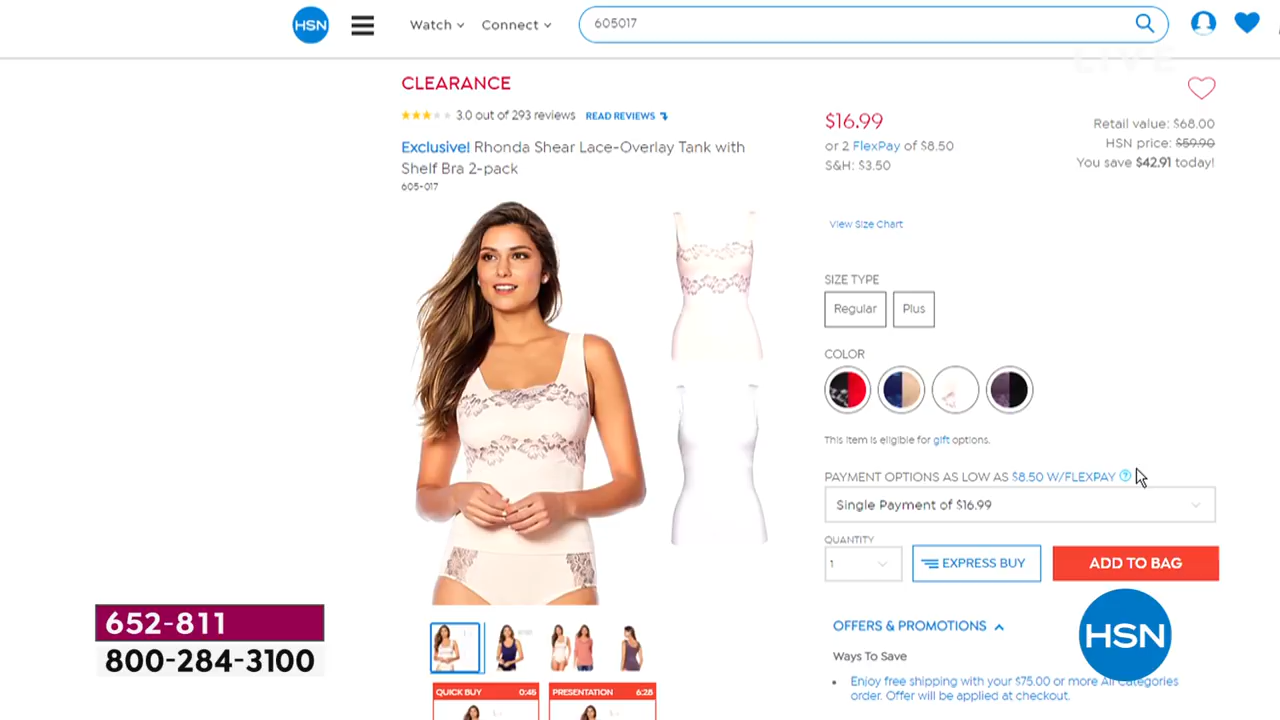 HSN
Watch
Connect
605017
LIVE
CLEARANCE
3.0 out of 293 reviews
READ REVIEWS
Exclusive! Rhonda Shear Lace-Overlay Tank with
Shelf Bra 2-pack
605-017
$16.99
or 2 FlexPay of $8.50
S&H: $3.50
Retail value: $68.00
HSN price: $59.90
You save $42.91 today!
View Size Chart
SIZE TYPE
Regular
Plus
COLOR
This item is eligible for gift options.
PAYMENT OPTIONS AS LOW AS $8.50 W/FLEXPAY ?
Single Payment of $16.99
QUANTITY
1
EXPRESS BUY
ADD TO BAG
OFFERS & PROMOTIONS
Ways To Save
Enjoy free shipping with your $75.00 or more All Categories
order. Offer will be applied at checkout.
QUICK BUY 0:45
PRESENTATION 6:28
652-811
800-284-3100
HSN